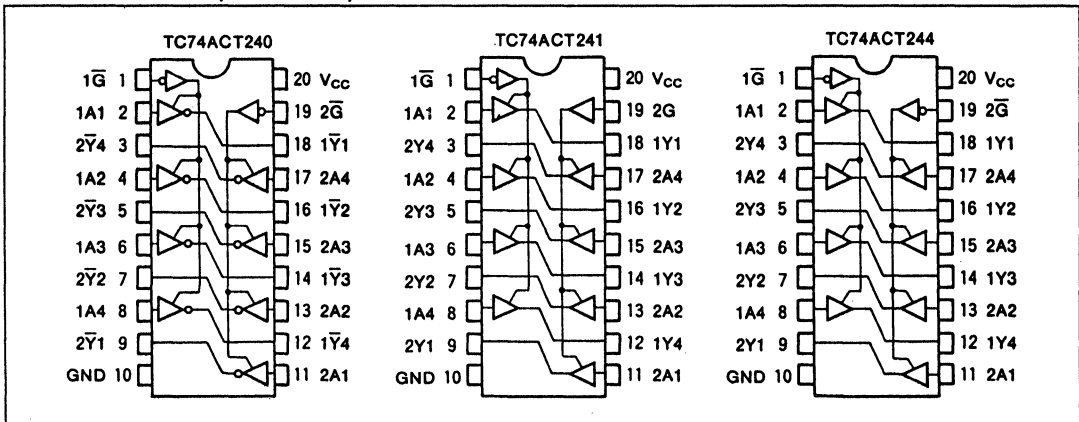 TC74ACT240
1G̅ 1
1A1 2
2Y̅4 3
1A2 4
2Y̅3 5
1A3 6
2Y̅2 7
1A4 8
2Y̅1 9
GND 10
20 VCC
19 2G̅
18 1Y̅1
17 2A4
16 1Y̅2
15 2A3
14 1Y̅3
13 2A2
12 1Y̅4
11 2A1
TC74ACT241
1G̅ 1
1A1 2
2Y4 3
1A2 4
2Y3 5
1A3 6
2Y2 7
1A4 8
2Y1 9
GND 10
20 VCC
19 2G
18 1Y1
17 2A4
16 1Y2
15 2A3
14 1Y3
13 2A2
12 1Y4
11 2A1
TC74ACT244
1G̅ 1
1A1 2
2Y4 3
1A2 4
2Y3 5
1A3 6
2Y2 7
1A4 8
2Y1 9
GND 10
20 VCC
19 2G̅
18 1Y1
17 2A4
16 1Y2
15 2A3
14 1Y3
13 2A2
12 1Y4
11 2A1